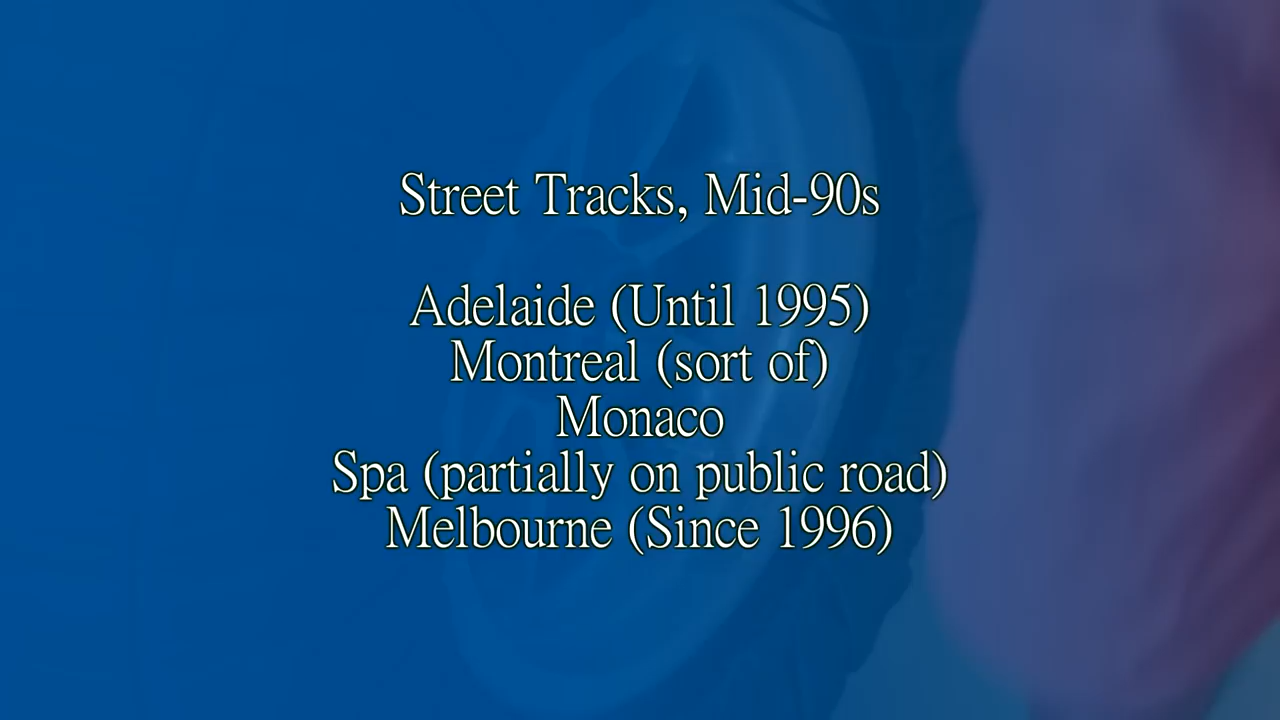 Street Tracks, Mid-90s
Adelaide (Until 1995)
Montreal (sort of)
Monaco
Spa (partially on public road)
Melbourne (Since 1996)